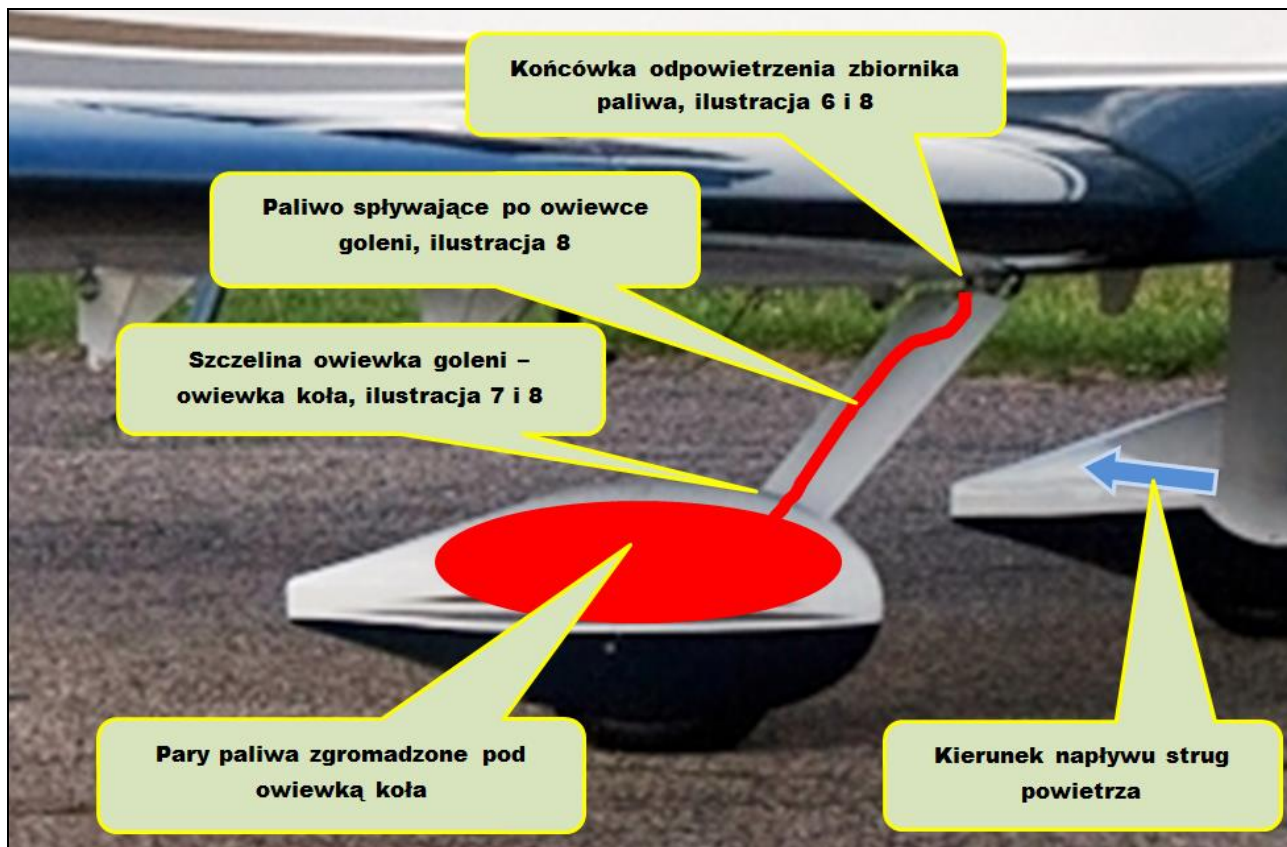 Końcówka odpowietrzenia zbiornika
paliwa, ilustracja 6 i 8
Paliwo spływające po owiewce
goleni, ilustracja 8
Szczelina owiewka goleni –
owiewka koła, ilustracja 7 i 8
Pary paliwa zgromadzone pod
owiewką koła
Kierunek napływu strug
powietrza